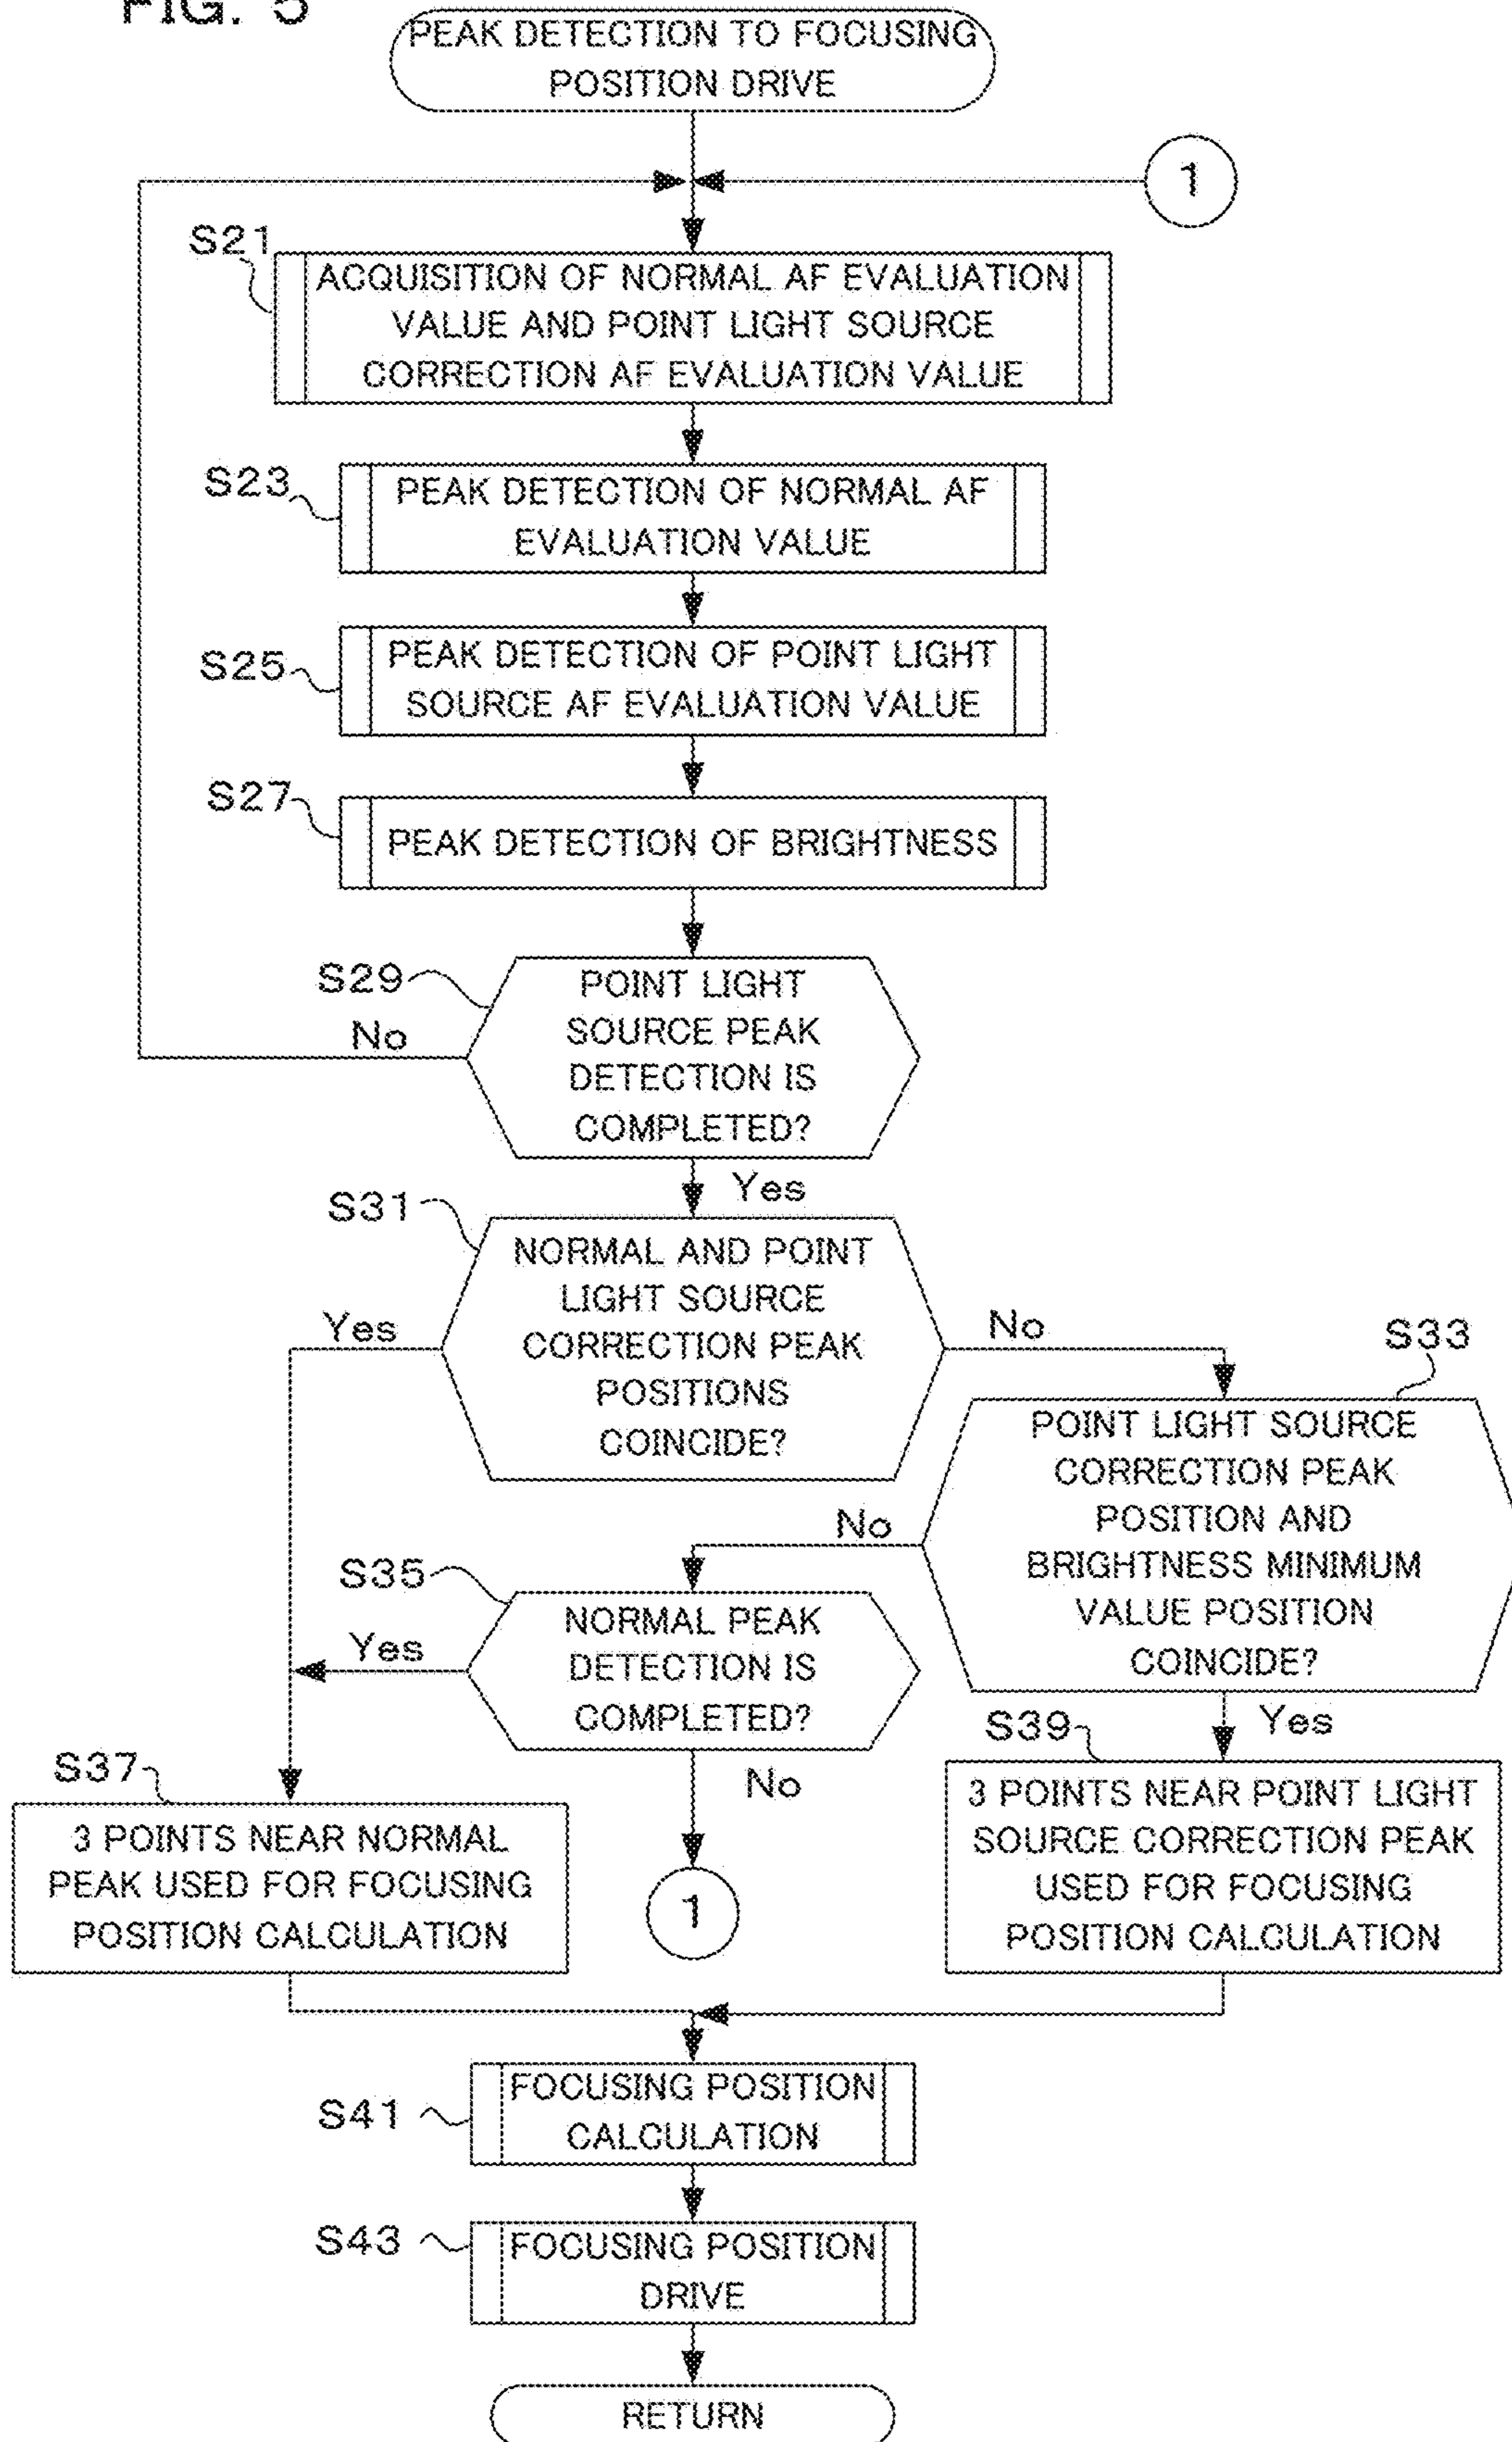 FIG. 5
PEAK DETECTION TO FOCUSING
POSITION DRIVE
1
S21
ACQUISITION OF NORMAL AF EVALUATION
VALUE AND POINT LIGHT SOURCE
CORRECTION AF EVALUATION VALUE
S23
PEAK DETECTION OF NORMAL AF
EVALUATION VALUE
S25
PEAK DETECTION OF POINT LIGHT
SOURCE AF EVALUATION VALUE
S27
PEAK DETECTION OF BRIGHTNESS
S29
POINT LIGHT
SOURCE PEAK
DETECTION IS
COMPLETED?
No
Yes
S31
NORMAL AND POINT
LIGHT SOURCE
CORRECTION PEAK
POSITIONS
COINCIDE?
Yes
No
S33
POINT LIGHT SOURCE
CORRECTION PEAK
POSITION AND
BRIGHTNESS MINIMUM
VALUE POSITION
COINCIDE?
No
Yes
S35
NORMAL PEAK
DETECTION IS
COMPLETED?
Yes
No
1
S37
3 POINTS NEAR NORMAL
PEAK USED FOR FOCUSING
POSITION CALCULATION
S39
3 POINTS NEAR POINT LIGHT
SOURCE CORRECTION PEAK
USED FOR FOCUSING
POSITION CALCULATION
S41
FOCUSING POSITION
CALCULATION
S43
FOCUSING POSITION
DRIVE
RETURN